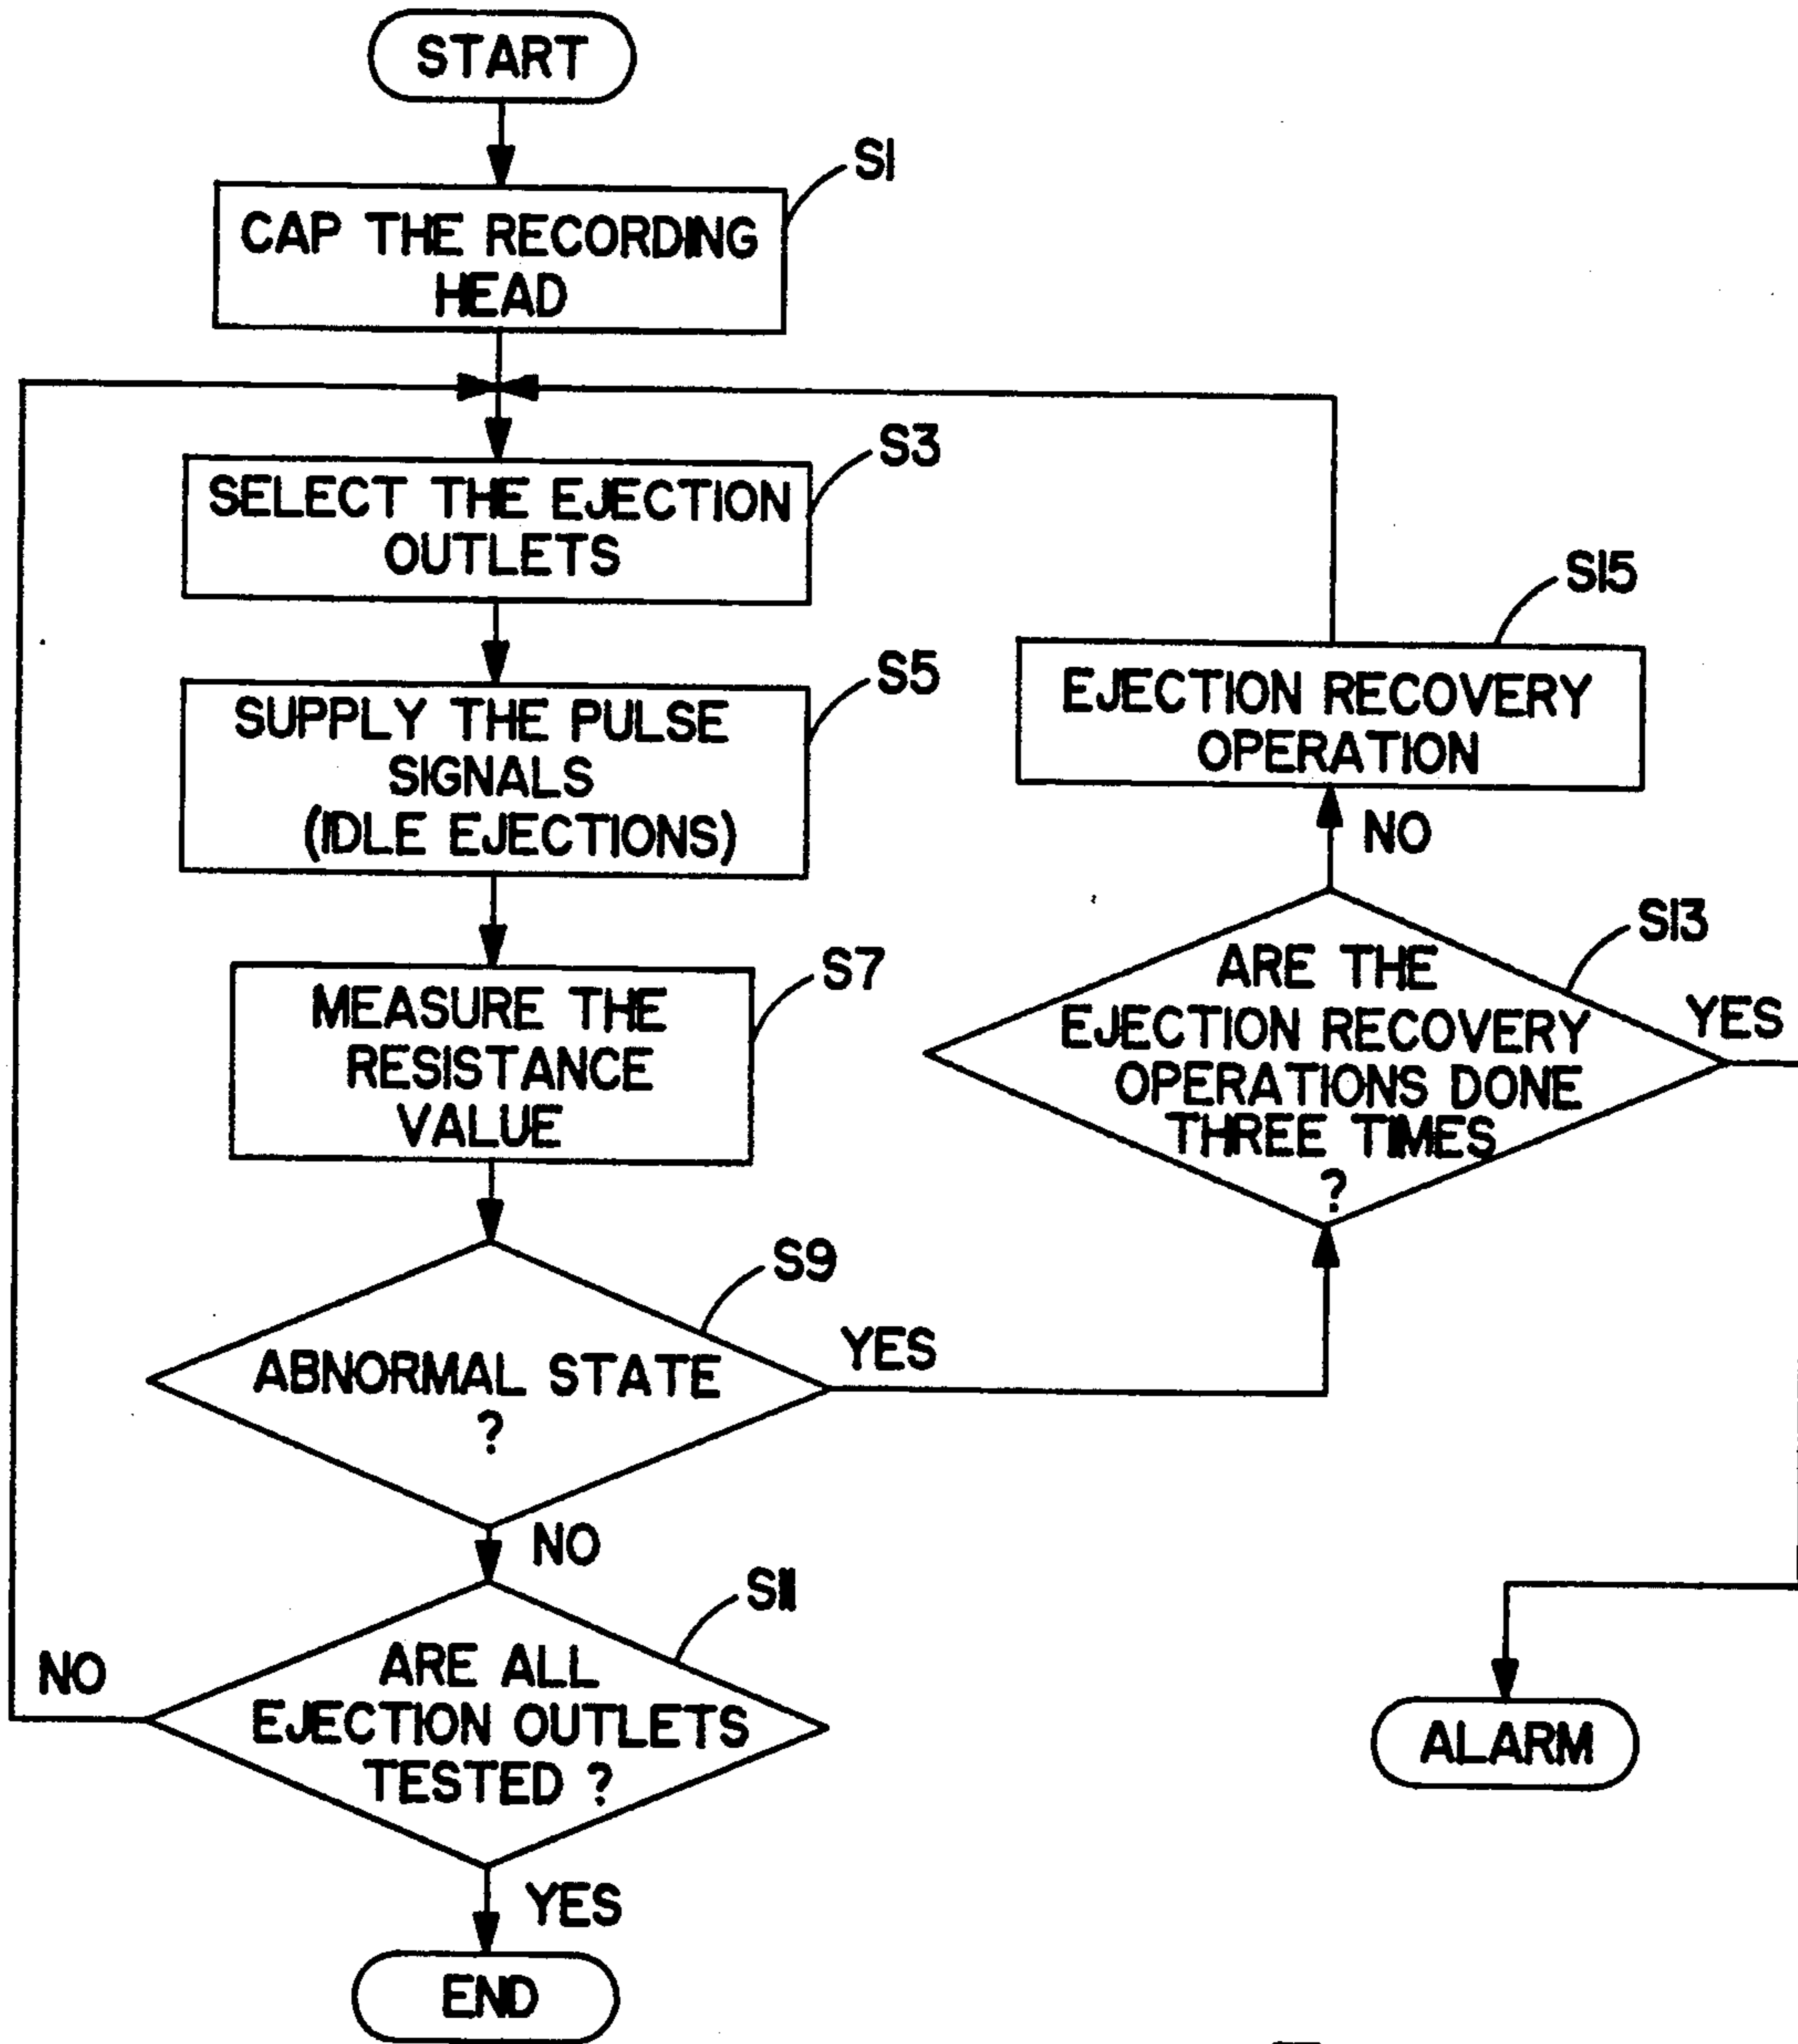 START
S1
CAP THE RECORDING
HEAD
S3
SELECT THE EJECTION
OUTLETS
S5
SUPPLY THE PULSE
SIGNALS
(IDLE EJECTIONS)
S7
MEASURE THE
RESISTANCE
VALUE
S9
ABNORMAL STATE
?
YES
NO
S11
ARE ALL
EJECTION OUTLETS
TESTED ?
NO
YES
END
S15
EJECTION RECOVERY
OPERATION
NO
S13
ARE THE
EJECTION RECOVERY
OPERATIONS DONE
THREE TIMES
?
YES
ALARM